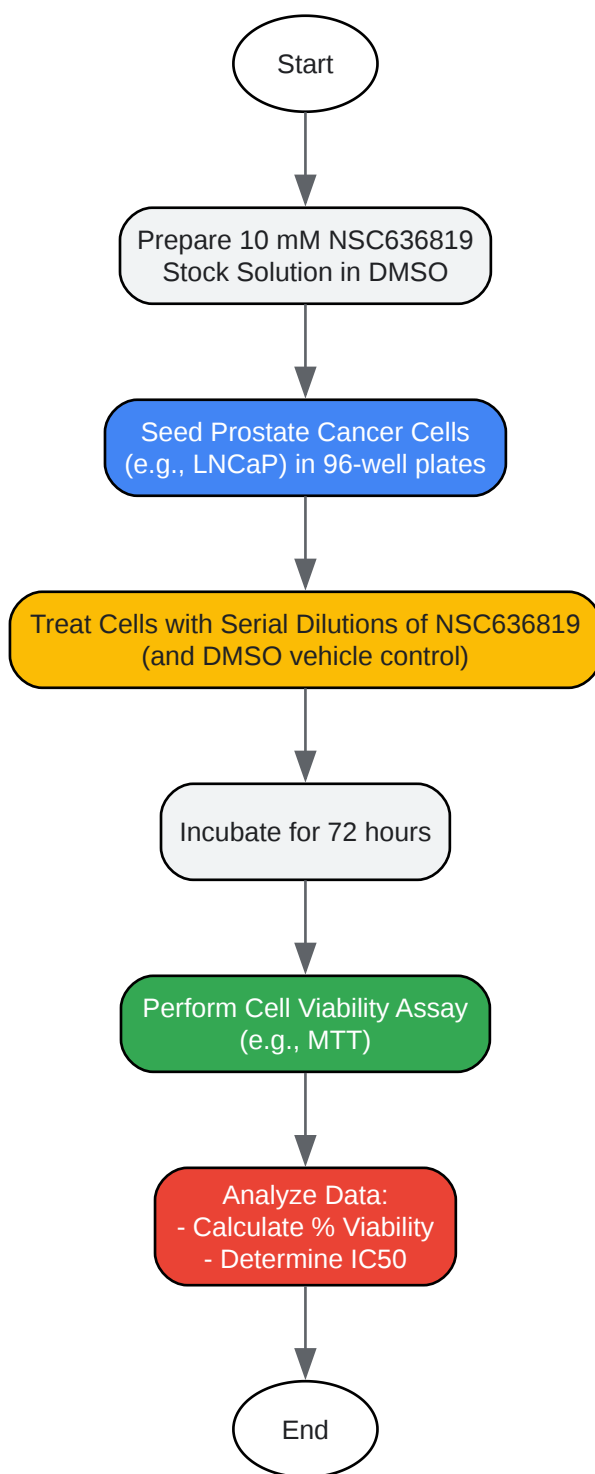 Start
Prepare 10 mM NSC636819
Stock Solution in DMSO
Seed Prostate Cancer Cells
(e.g., LNCaP) in 96-well plates
Treat Cells with Serial Dilutions of NSC636819
(and DMSO vehicle control)
Incubate for 72 hours
Perform Cell Viability Assay
(e.g., MTT)
Analyze Data:
- Calculate % Viability
- Determine IC50
End